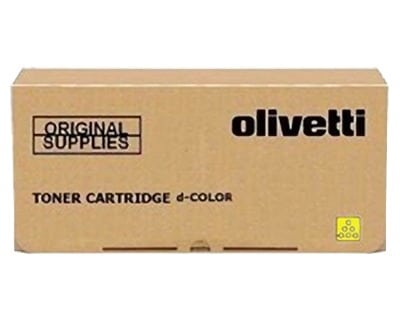 ORIGINAL
SUPPLIES
olivetti
TONER CARTRIDGE d-COLOR